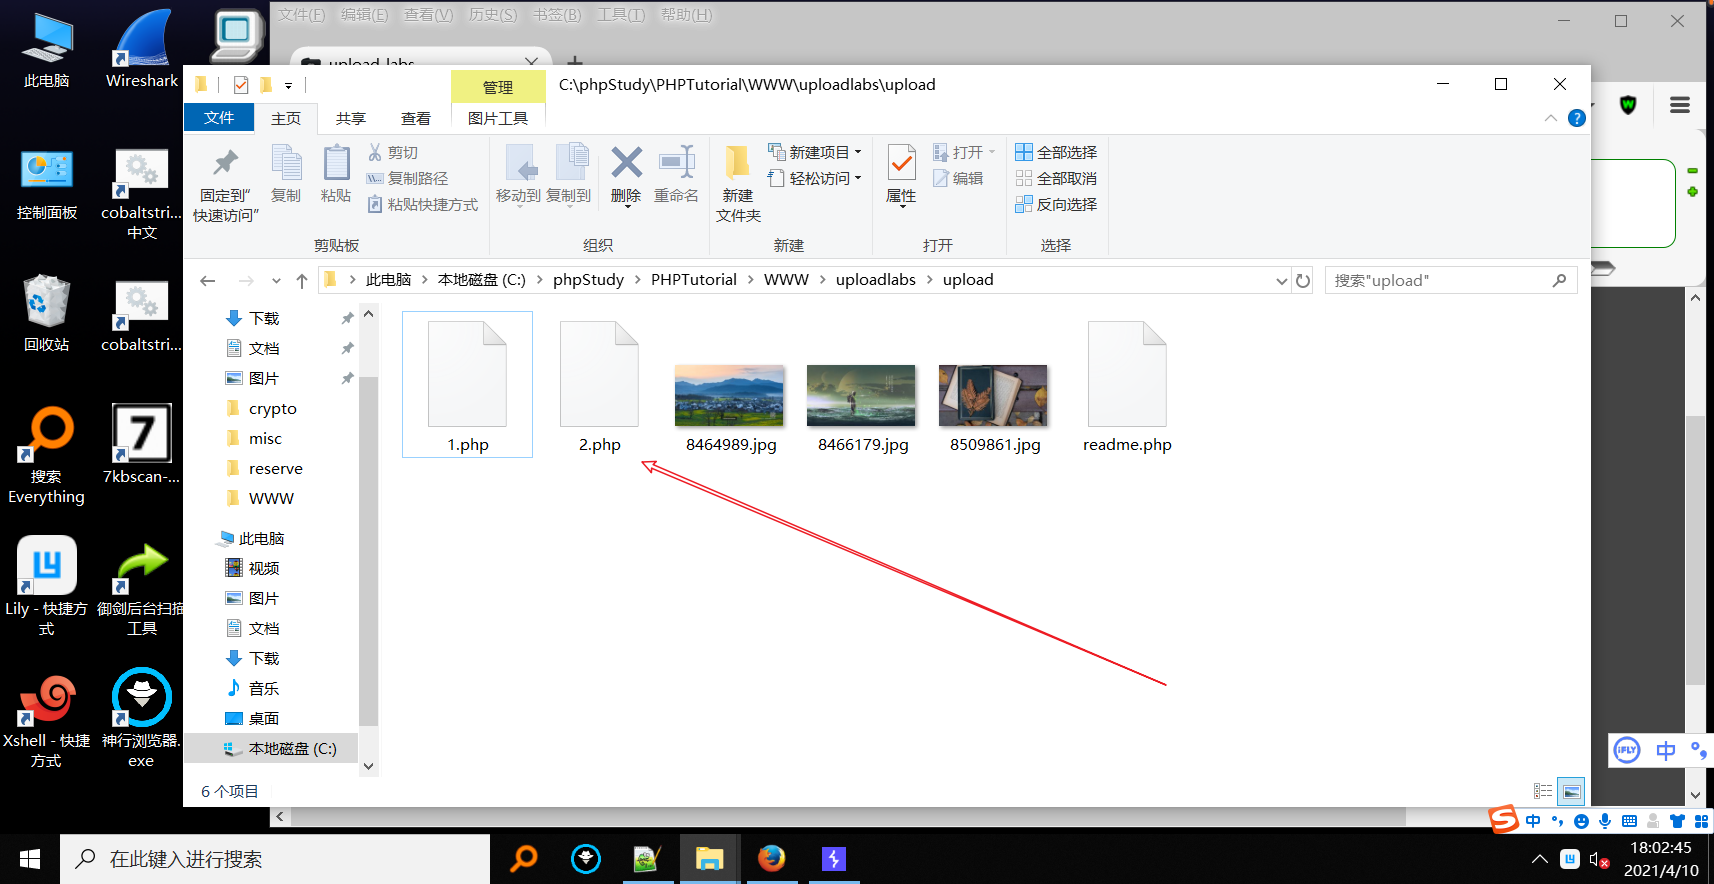 此电脑
Wireshark
控制面板
cobaltstri...
中文
回收站
cobaltstri...
搜索
Everything
7kbscan-...
Lily - 快捷方
式
御剑后台扫描
工具
Xshell - 快捷
方式
神行浏览器.
exe
文件(F) 编辑(E) 查看(V) 历史(S) 书签(B) 工具(T) 帮助(H)
upload-labs
管理
C:\phpStudy\PHPTutorial\WWW\uploadlabs\upload
文件 主页 共享 查看 图片工具
固定到"
快速访问"
复制
粘贴
剪切
复制路径
粘贴快捷方式
剪贴板
移动到
复制到
删除
重命名
组织
新建
文件夹
新建项目
轻松访问
新建
属性
打开
编辑
打开
全部选择
全部取消
反向选择
选择
此电脑 本地磁盘 (C:) phpStudy PHPTutorial WWW uploadlabs upload
搜索"upload"
下载
文档
图片
crypto
misc
reserve
WWW
此电脑
视频
图片
文档
下载
音乐
桌面
本地磁盘 (C:)
1.php
2.php
8464989.jpg
8466179.jpg
8509861.jpg
readme.php
6 个项目
iFLY 中
中
在此键入进行搜索
18:02:45
2021/4/10